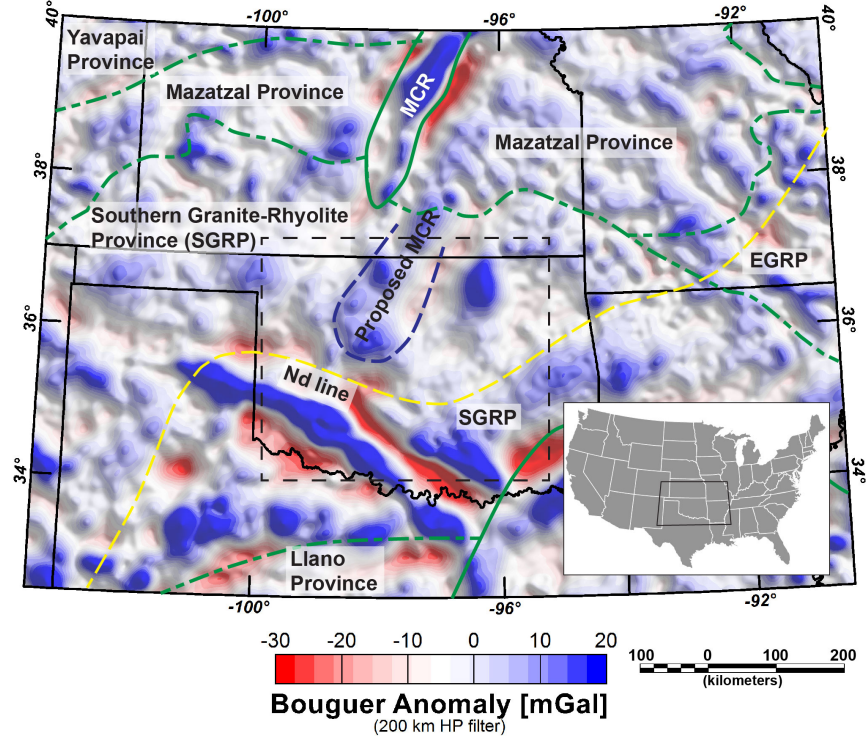 -100°
-96°
-92°
40°
40°
Yavapai
Province
MCR
Mazatzal Province
Mazatzal Province
38°
38°
Southern Granite-Rhyolite
Province (SGRP)
Proposed MCR
EGRP
36°
36°
Nd line
SGRP
34°
34°
Llano
Province
-100°
-96°
-92°
-30 -20 -10 0 10 20
100 0 100 200
(kilometers)
Bouguer Anomaly [mGal]
(200 km HP filter)